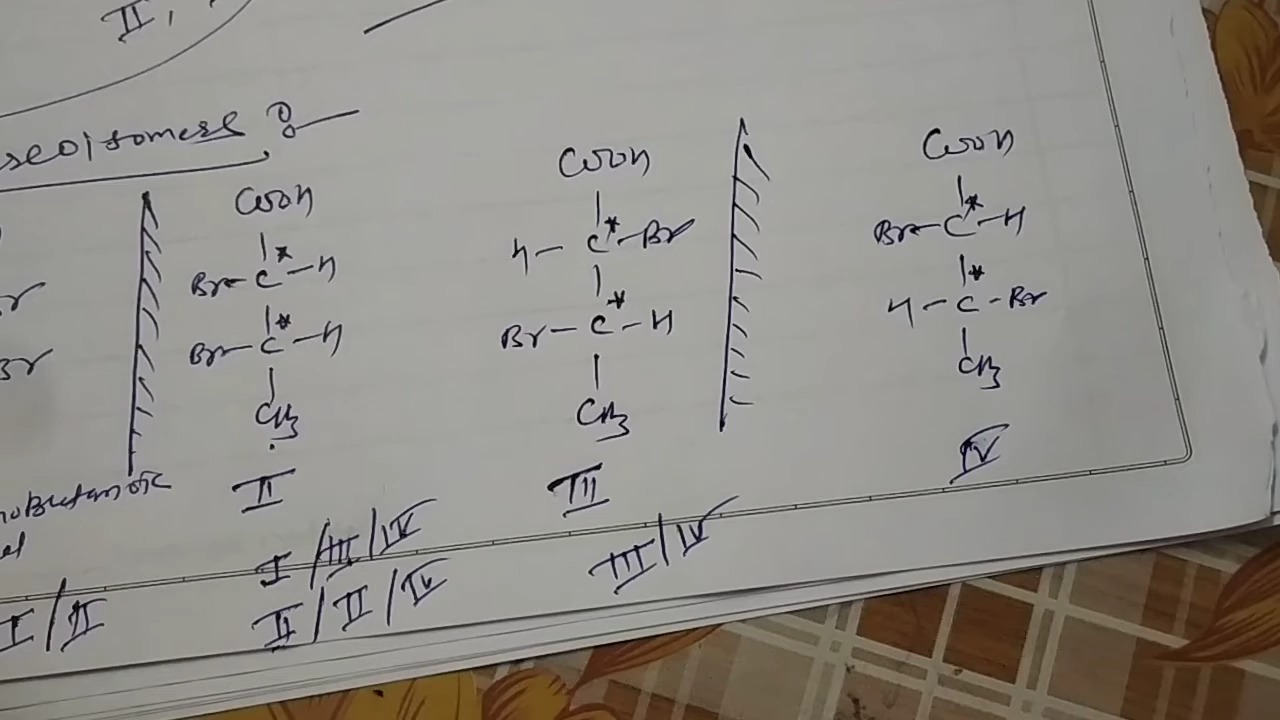 II,
COOH COOH COOH
Br-C*-H H-C*-Br Br-C*-H
Br-C*-H Br-C*-H H-C*-Br
CH3 CH3 CH3
II III IV
I/III/IV III/IV
I/II II/II/IV